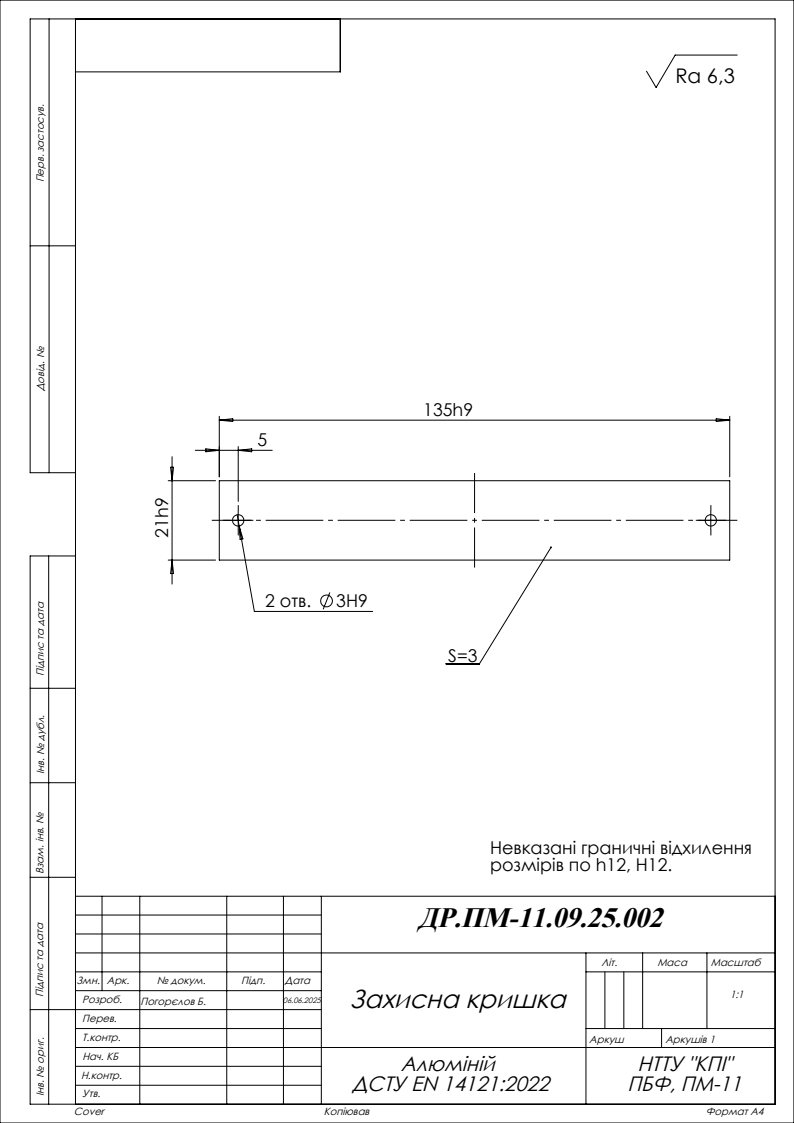 Перв. застосув.
Довід. №
Підпис та дата
Інв. № дубл.
Взам. інв. №
Підпис та дата
Інв. № ориг.
Ra 6,3
135h9
5
21h9
2 отв. ∅3H9
S=3
Невказані граничні відхилення
розмірів по h12, H12.
ДР.ПМ-11.09.25.002
Змн. Арк. № докум. Підп. Дата
Розроб. Погорєлов Б. 06.06.2025
Перев.
Т.контр.
Нач. КБ
Н.контр.
Утв.
Захисна кришка
Літ. Маса Масштаб
1:1
Аркуш Аркушів 1
Алюміній
ДСТУ EN 14121:2022
НТТУ "КПІ"
ПБФ, ПМ-11
Cover Копіював Формат А4